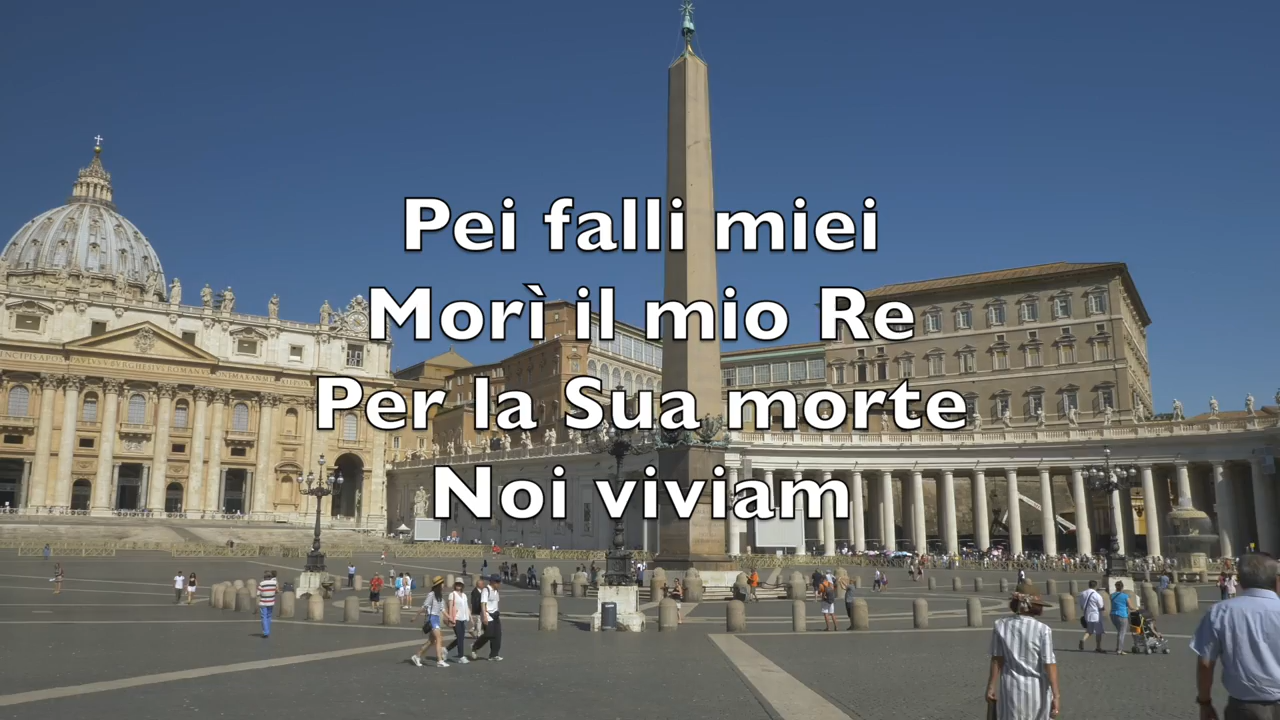 Pei falli miei
Morì il mio Re
Per la Sua morte
Noi viviam